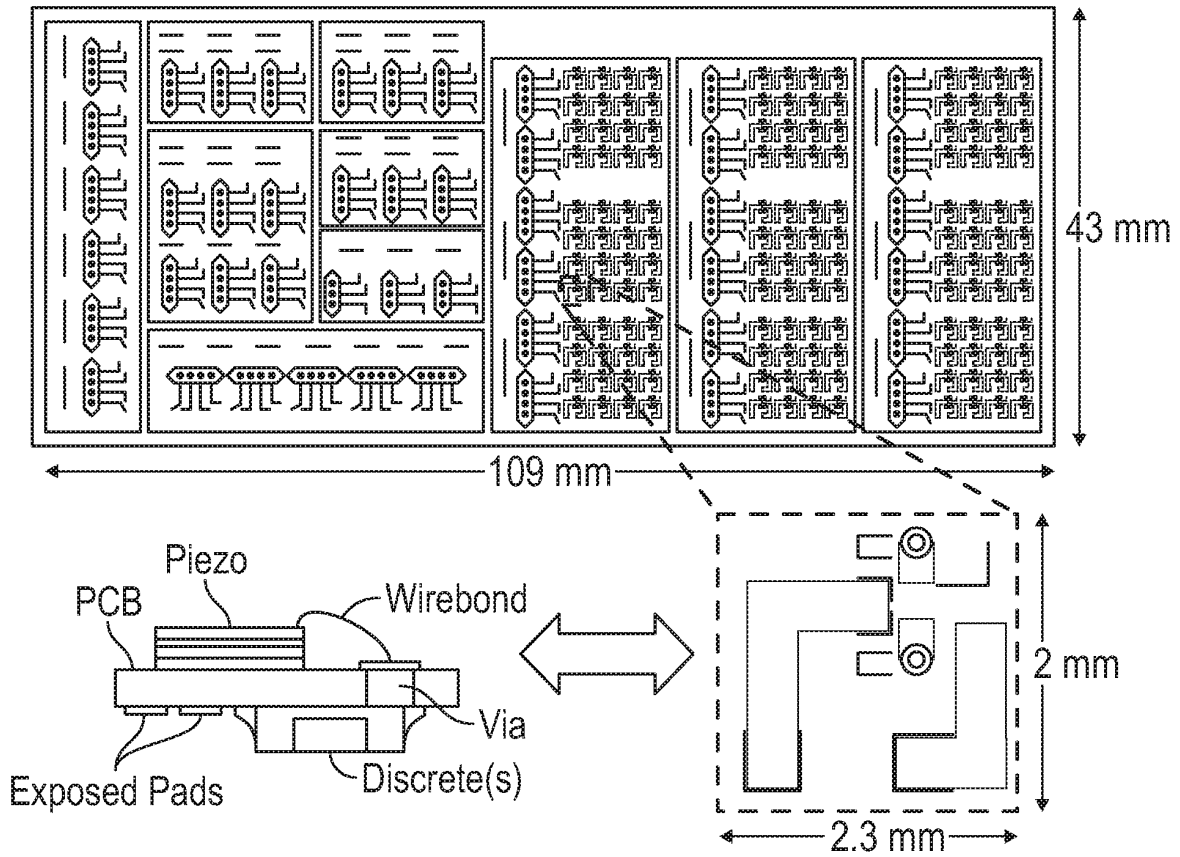 43 mm
109 mm
Piezo
PCB
Wirebond
2 mm
Via
Exposed Pads
Discrete(s)
2.3 mm